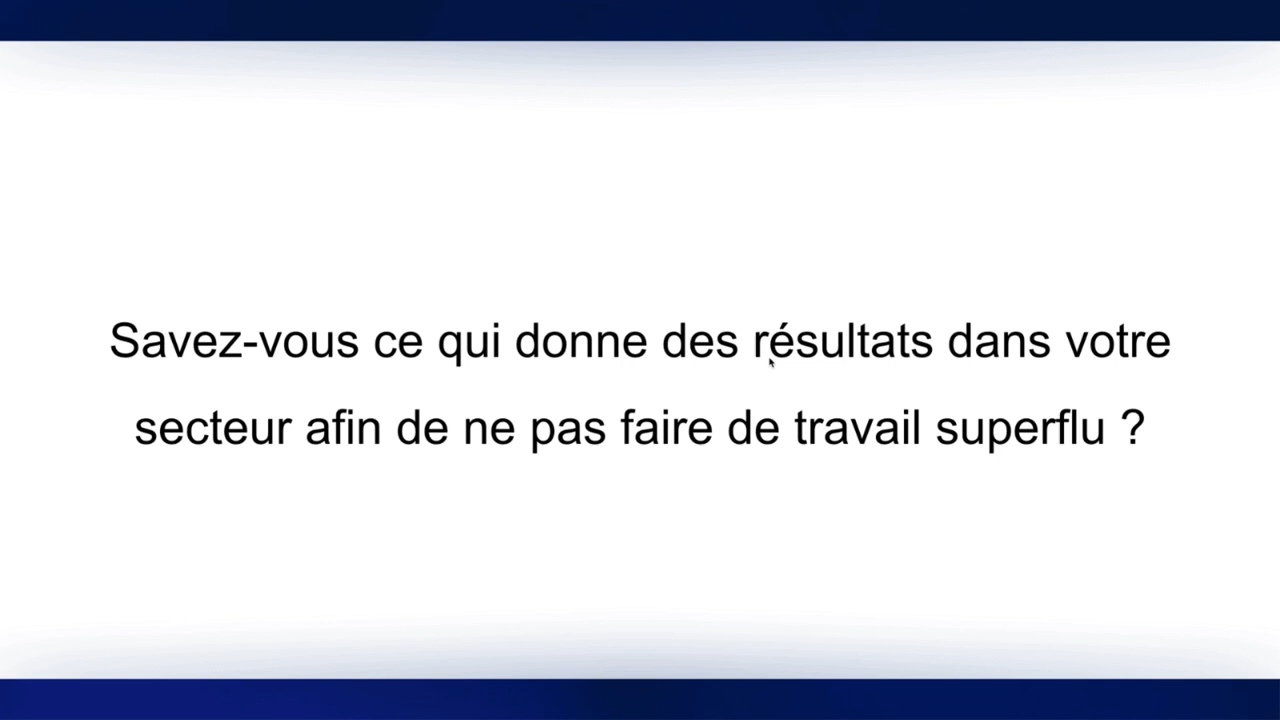 Savez-vous ce qui donne des résultats dans votre
secteur afin de ne pas faire de travail superflu ?